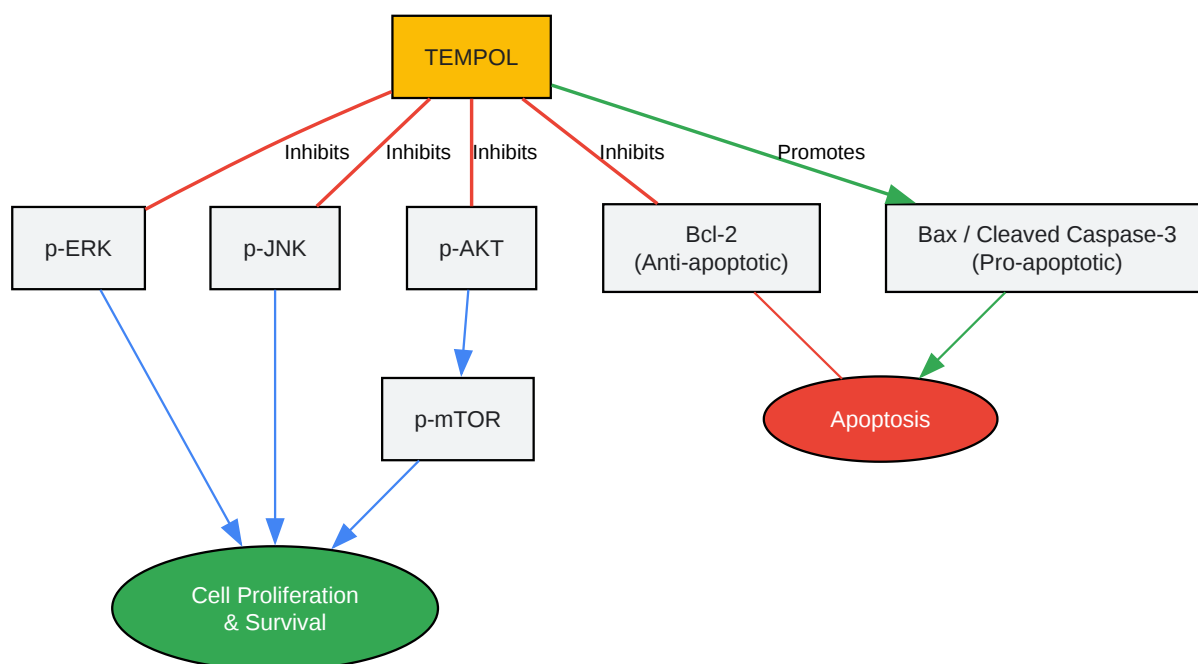 TEMPOL
Inhibits
Inhibits
Inhibits
Inhibits
Promotes
p-ERK
p-JNK
p-AKT
Bcl-2
(Anti-apoptotic)
Bax / Cleaved Caspase-3
(Pro-apoptotic)
p-mTOR
Apoptosis
Cell Proliferation
& Survival